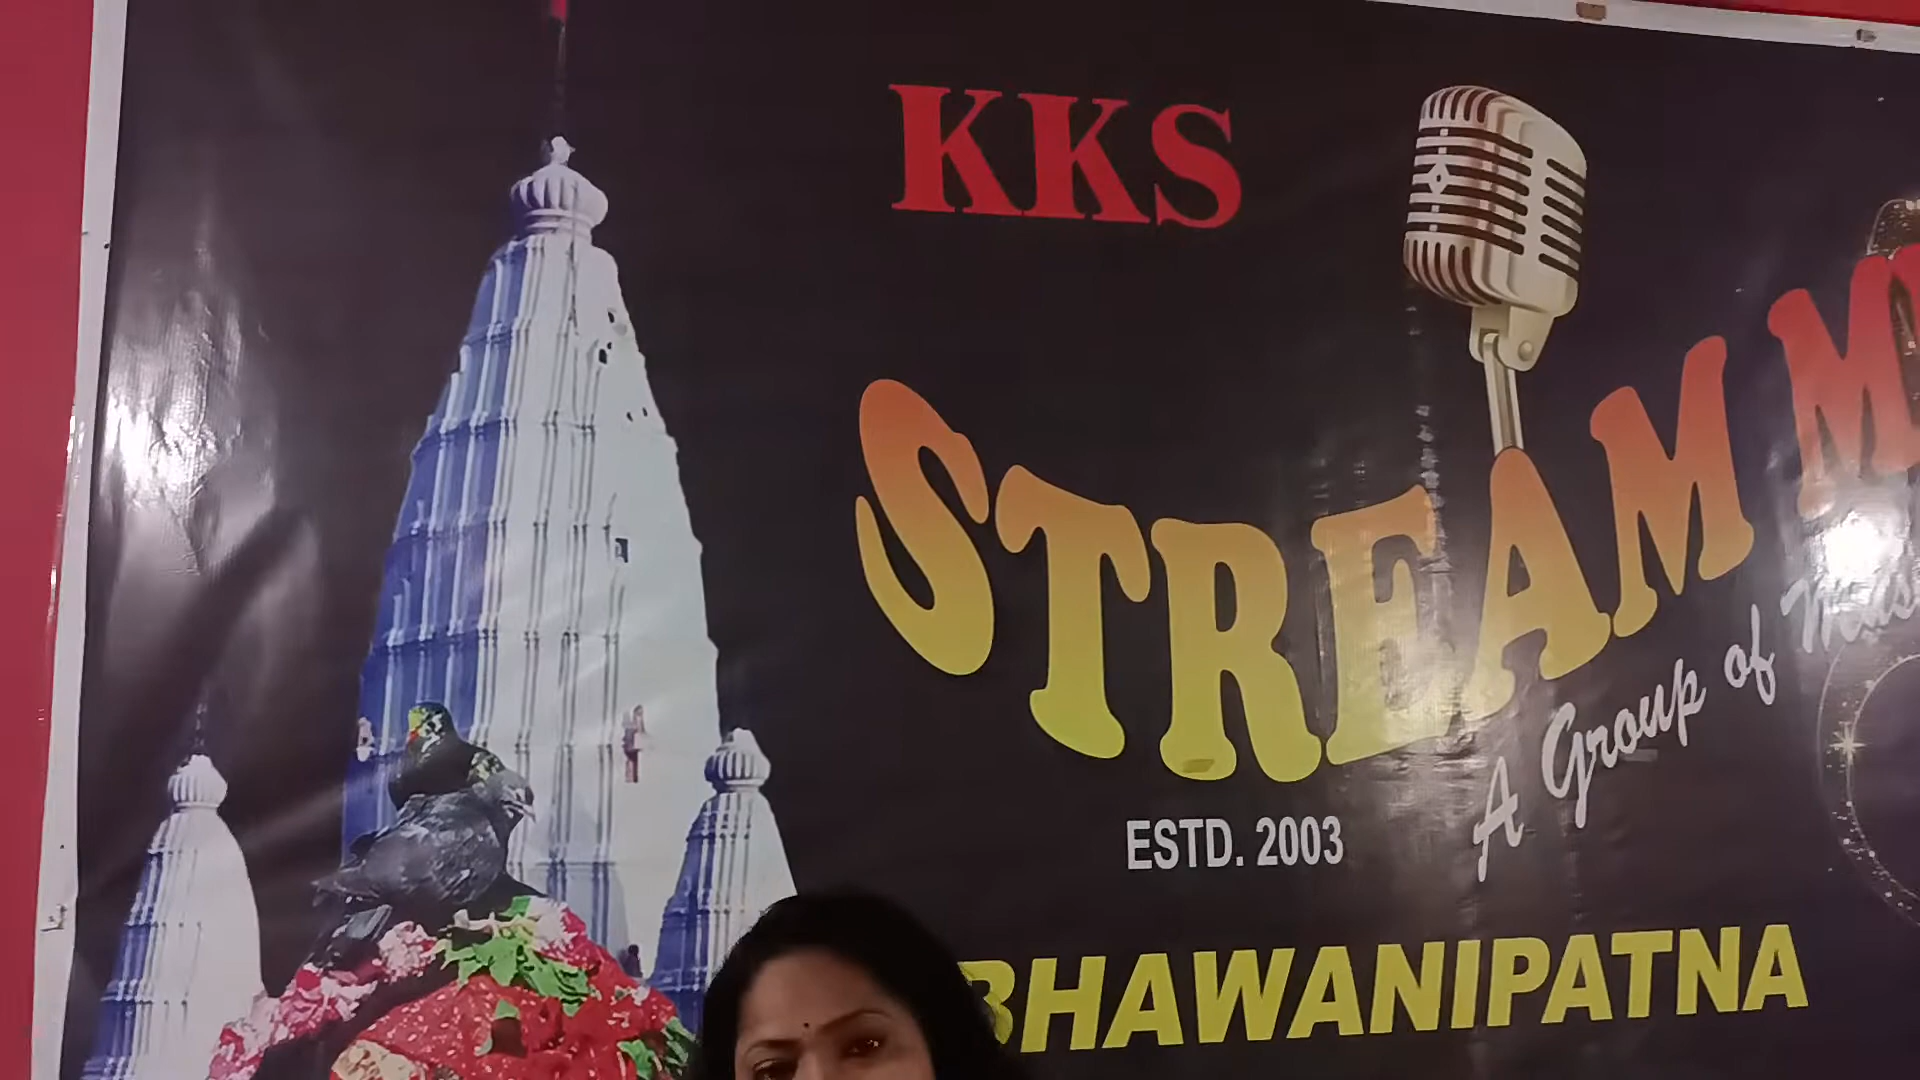 KKS
STREAM
A Group of
ESTD. 2003
BHAWANIPATNA